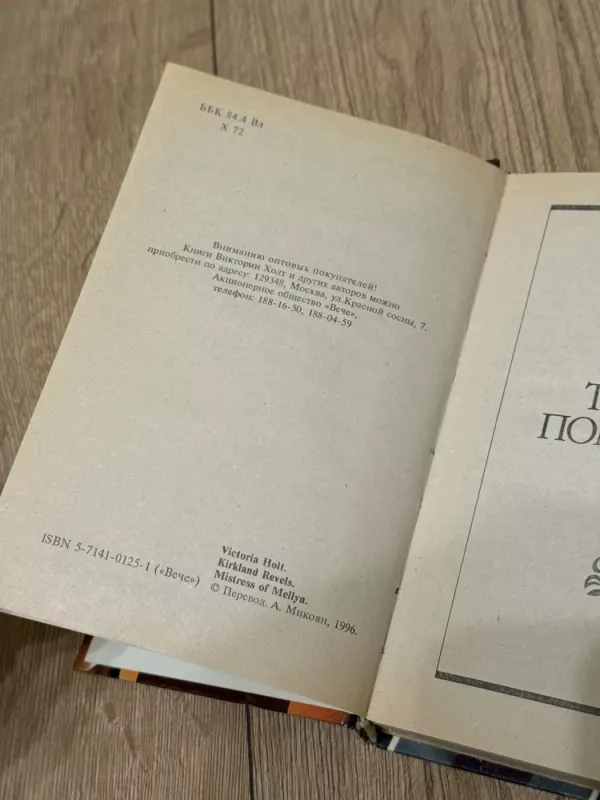 ББК 84.4 Вл
Х 72
Вниманию оптовых покупателей!
Книги Виктории Холт и других авторов можно
приобрести по адресу: 129348, Москва, ул.Красной сосны, 7.
Акционерное общество «Вече»,
телефон: 188-16-50, 188-04-59
ISBN 5-7141-0125-1 («Вече»)
Victoria Holt.
Kirkland Revels.
Mistress of Mellyn.
© Перевод. А. Микоян, 1996.